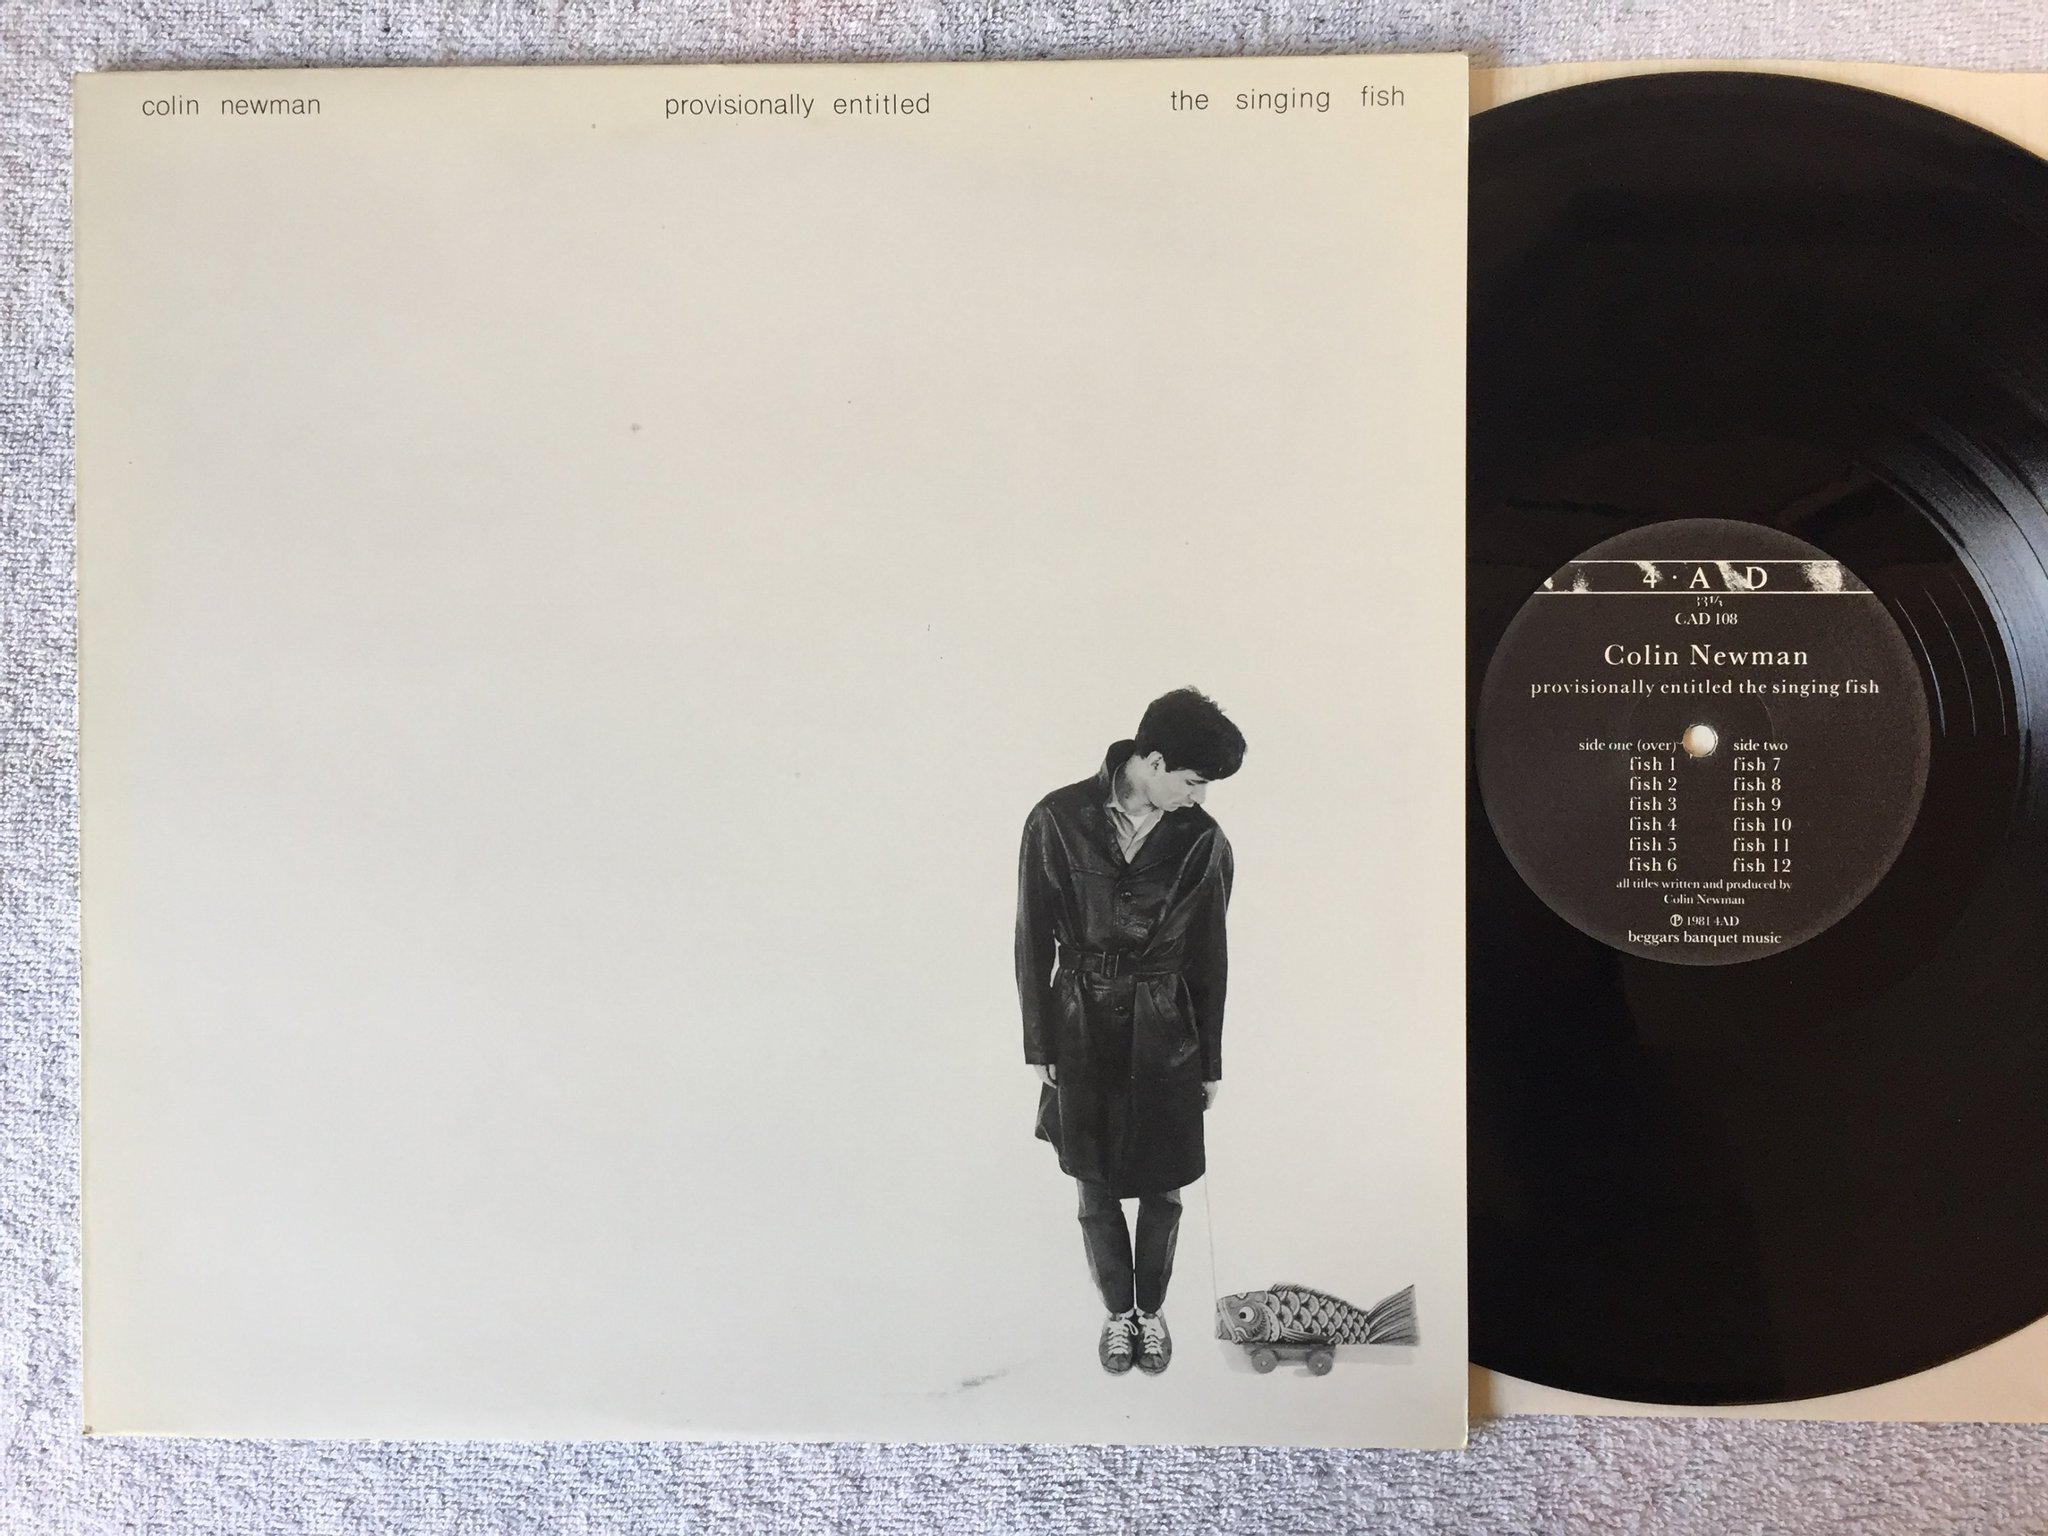 colin newman provisionally entitled the singing fish
4·AD
33⅓
CAD 108
Colin Newman
provisionally entitled the singing fish
side one (over) side two
fish 1 fish 7
fish 2 fish 8
fish 3 fish 9
fish 4 fish 10
fish 5 fish 11
fish 6 fish 12
all titles written and produced by
Colin Newman
℗ 1981 4AD
beggars banquet music